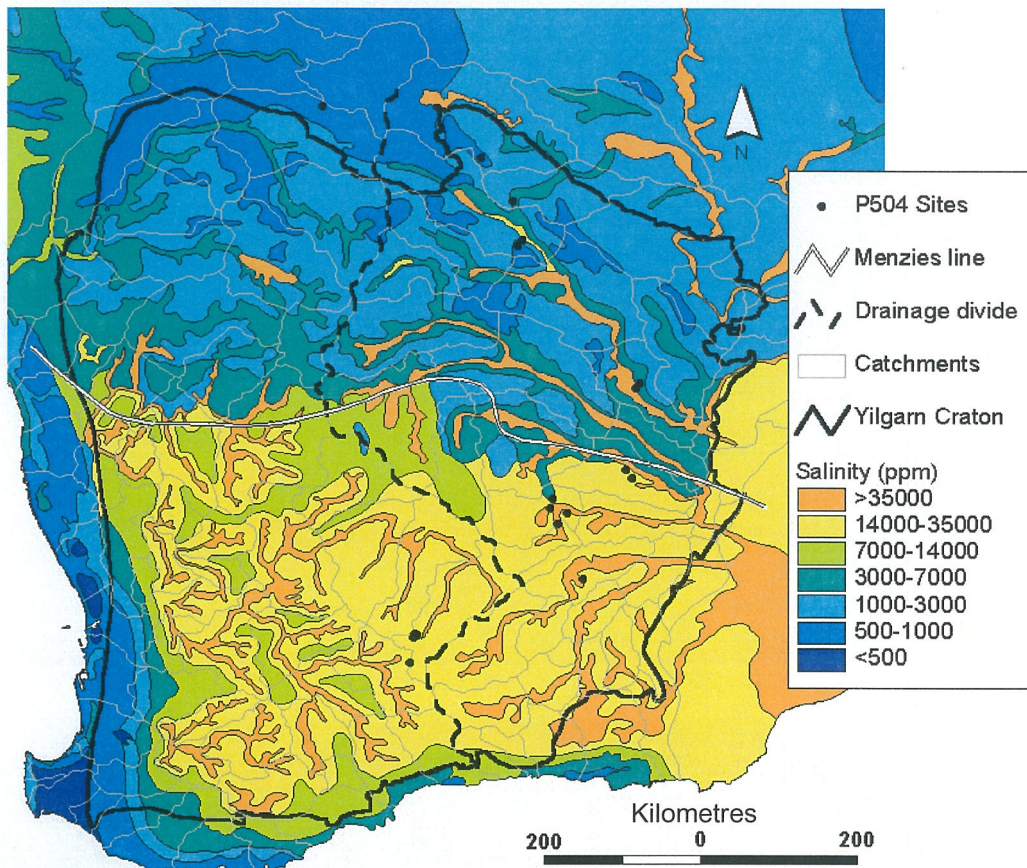 N
P504 Sites
Menzies line
Drainage divide
Catchments
Yilgarn Craton
Salinity (ppm)
>35000
14000-35000
7000-14000
3000-7000
1000-3000
500-1000
<500
Kilometres
200 0 200